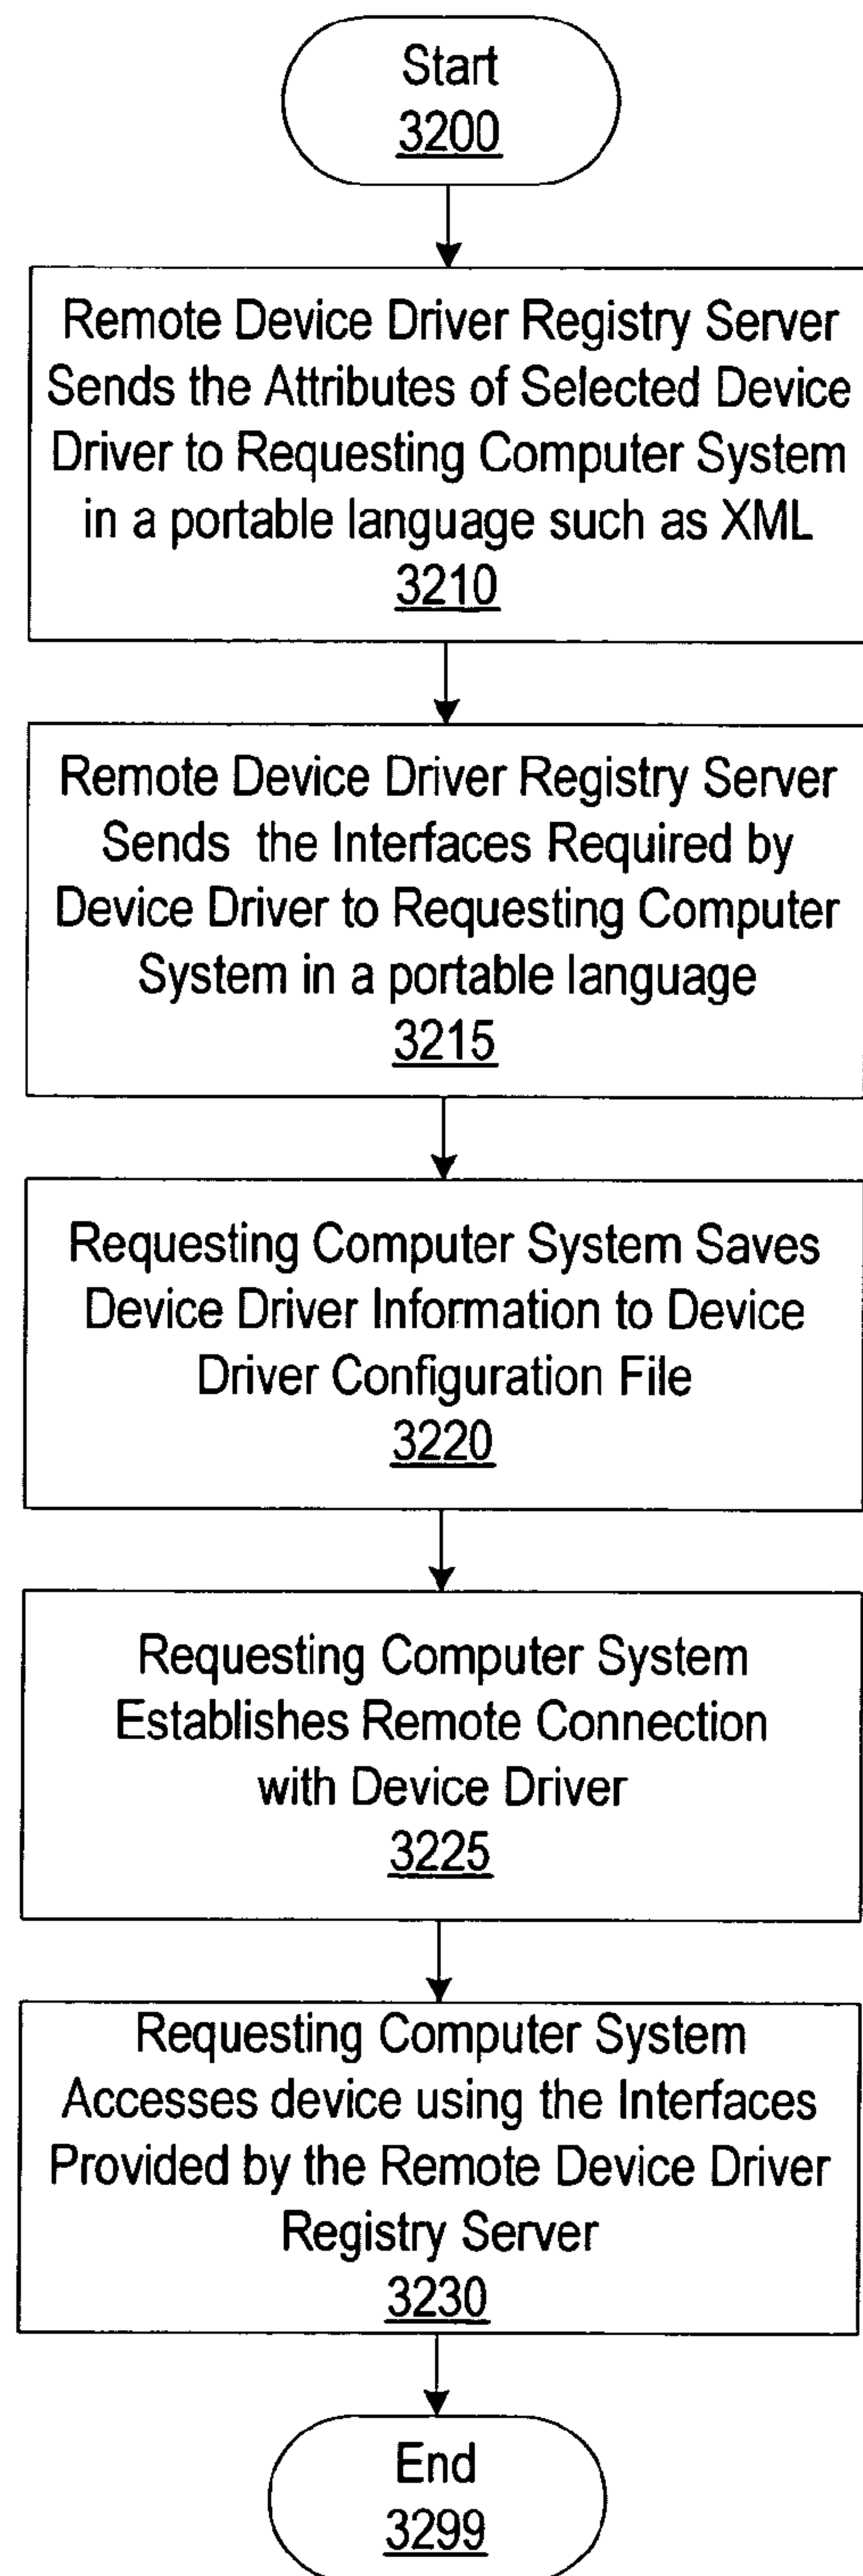 Start
3200
Remote Device Driver Registry Server
Sends the Attributes of Selected Device
Driver to Requesting Computer System
in a portable language such as XML
3210
Remote Device Driver Registry Server
Sends the Interfaces Required by
Device Driver to Requesting Computer
System in a portable language
3215
Requesting Computer System Saves
Device Driver Information to Device
Driver Configuration File
3220
Requesting Computer System
Establishes Remote Connection
with Device Driver
3225
Requesting Computer System
Accesses device using the Interfaces
Provided by the Remote Device Driver
Registry Server
3230
End
3299